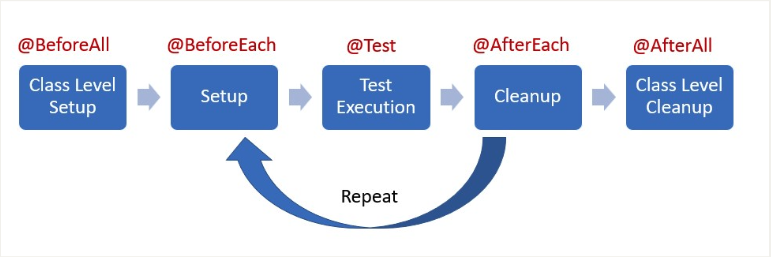 @BeforeAll
@BeforeEach
@Test
@AfterEach
@AfterAll
Class Level
Setup
Setup
Test
Execution
Cleanup
Class Level
Cleanup
Repeat